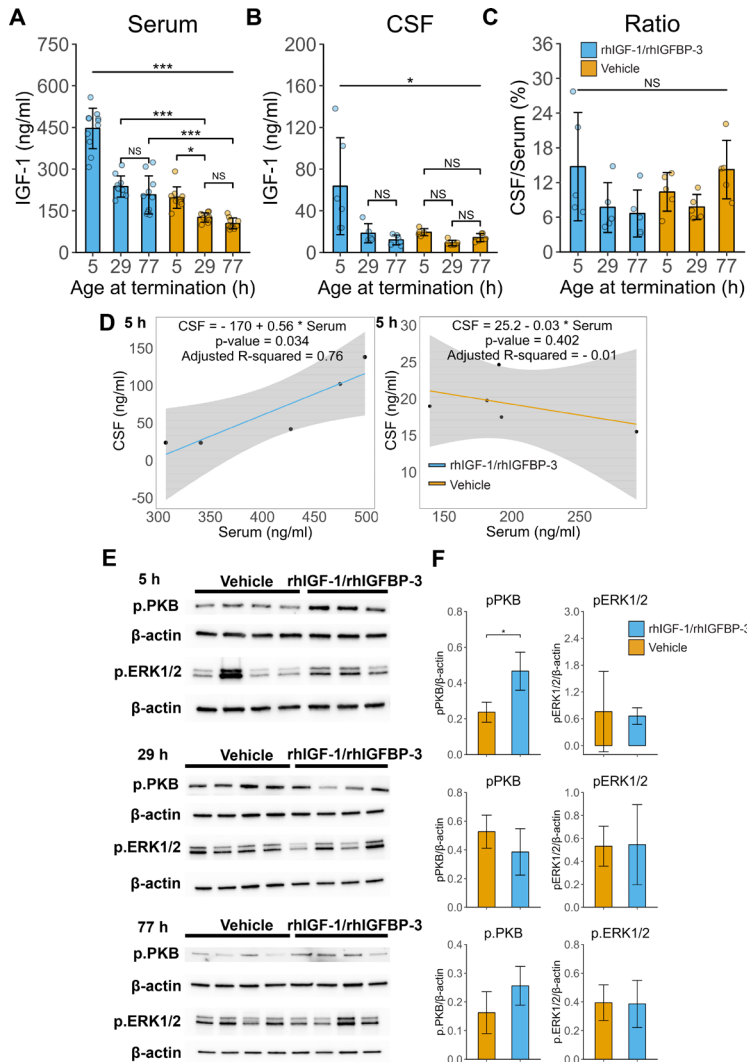 A Serum
IGF-1 (ng/ml)
750
600
450
300
150
0
***
***
NS
***
*
NS
5 29 77 5 29 77
Age at termination (h)
B CSF
IGF-1 (ng/ml)
200
160
120
80
40
0
*
NS
NS
NS
NS
5 29 77 5 29 77
Age at termination (h)
C Ratio
CSF/Serum (%)
36
30
24
18
12
6
0
rhIGF-1/rhIGFBP-3
Vehicle
NS
5 29 77 5 29 77
Age at termination (h)
D 5 h
CSF = - 170 + 0.56 * Serum
p-value = 0.034
Adjusted R-squared = 0.76
CSF (ng/ml)
200
150
100
50
0
-50
300 350 400 450 500
Serum (ng/ml)
5 h
CSF = 25.2 - 0.03 * Serum
p-value = 0.402
Adjusted R-squared = - 0.01
CSF (ng/ml)
30
25
20
15
10
rhIGF-1/rhIGFBP-3
Vehicle
150 200 250
Serum (ng/ml)
E
5 h
Vehicle rhIGF-1/rhIGFBP-3
p.PKB
β-actin
p.ERK1/2
β-actin
29 h
Vehicle rhIGF-1/rhIGFBP-3
p.PKB
β-actin
p.ERK1/2
β-actin
77 h
Vehicle rhIGF-1/rhIGFBP-3
p.PKB
β-actin
p.ERK1/2
β-actin
F
pPKB
pPKB/β-actin
0.8
0.6
0.4
0.2
0.0
*
pERK1/2
pERK1/2/β-actin
3.0
2.4
1.8
1.2
0.6
0.0
rhIGF-1/rhIGFBP-3
Vehicle
pPKB
pPKB/β-actin
0.8
0.6
0.4
0.2
0.0
pERK1/2
pERK1/2/β-actin
1.0
0.8
0.6
0.4
0.2
0.0
p.PKB
p.PKB/β-actin
0.4
0.3
0.2
0.1
0.0
p.ERK1/2
p.ERK1/2/β-actin
0.8
0.6
0.4
0.2
0.0